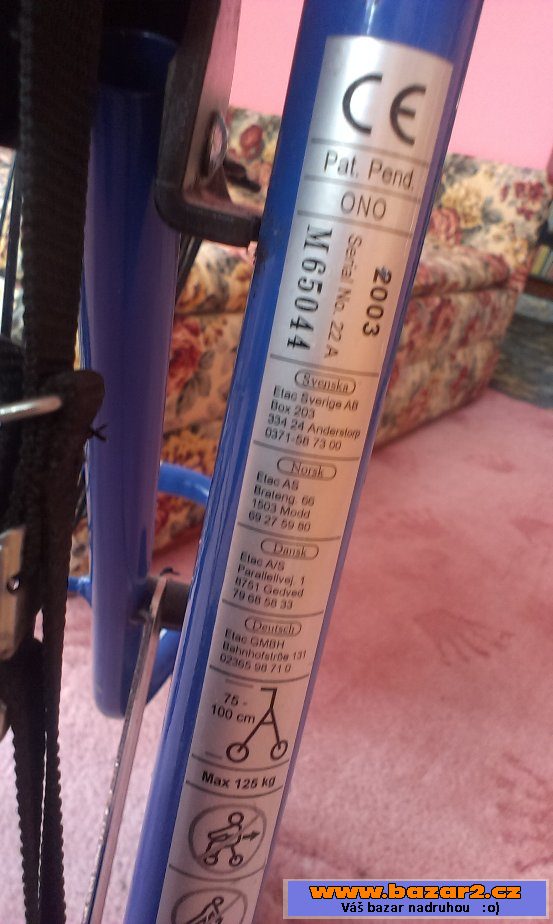 CE
Pat. Pend.
ONO
2003
Serial No. 22 A
M65044
Svenska
Etac Sverige AB
Box 203
334 24 Anderstorp
0371-58 73 00
Norsk
Etac AS
Brateng. 66
1503 Modd
69 27 59 80
Dansk
Etac A/S
Parallellvej. 1
8751 Gedved
79 68 58 33
Deutsch
Etac GMBH
Bahnhofstrße 131
02365 98 71 0
75 -
100 cm
Max 125 kg
www.bazar2.cz
Váš bazar nadruhou :o)